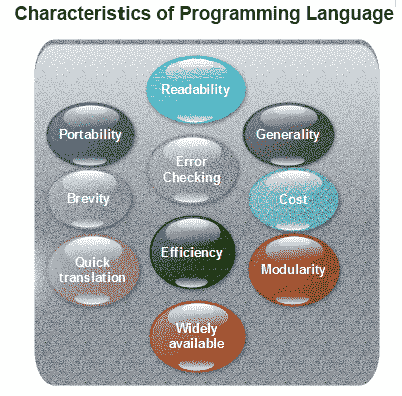 Characteristics of Programming Language
Readability
Portability
Generality
Error
Checking
Brevity
Cost
Efficiency
Quick
translation
Modularity
Widely
available